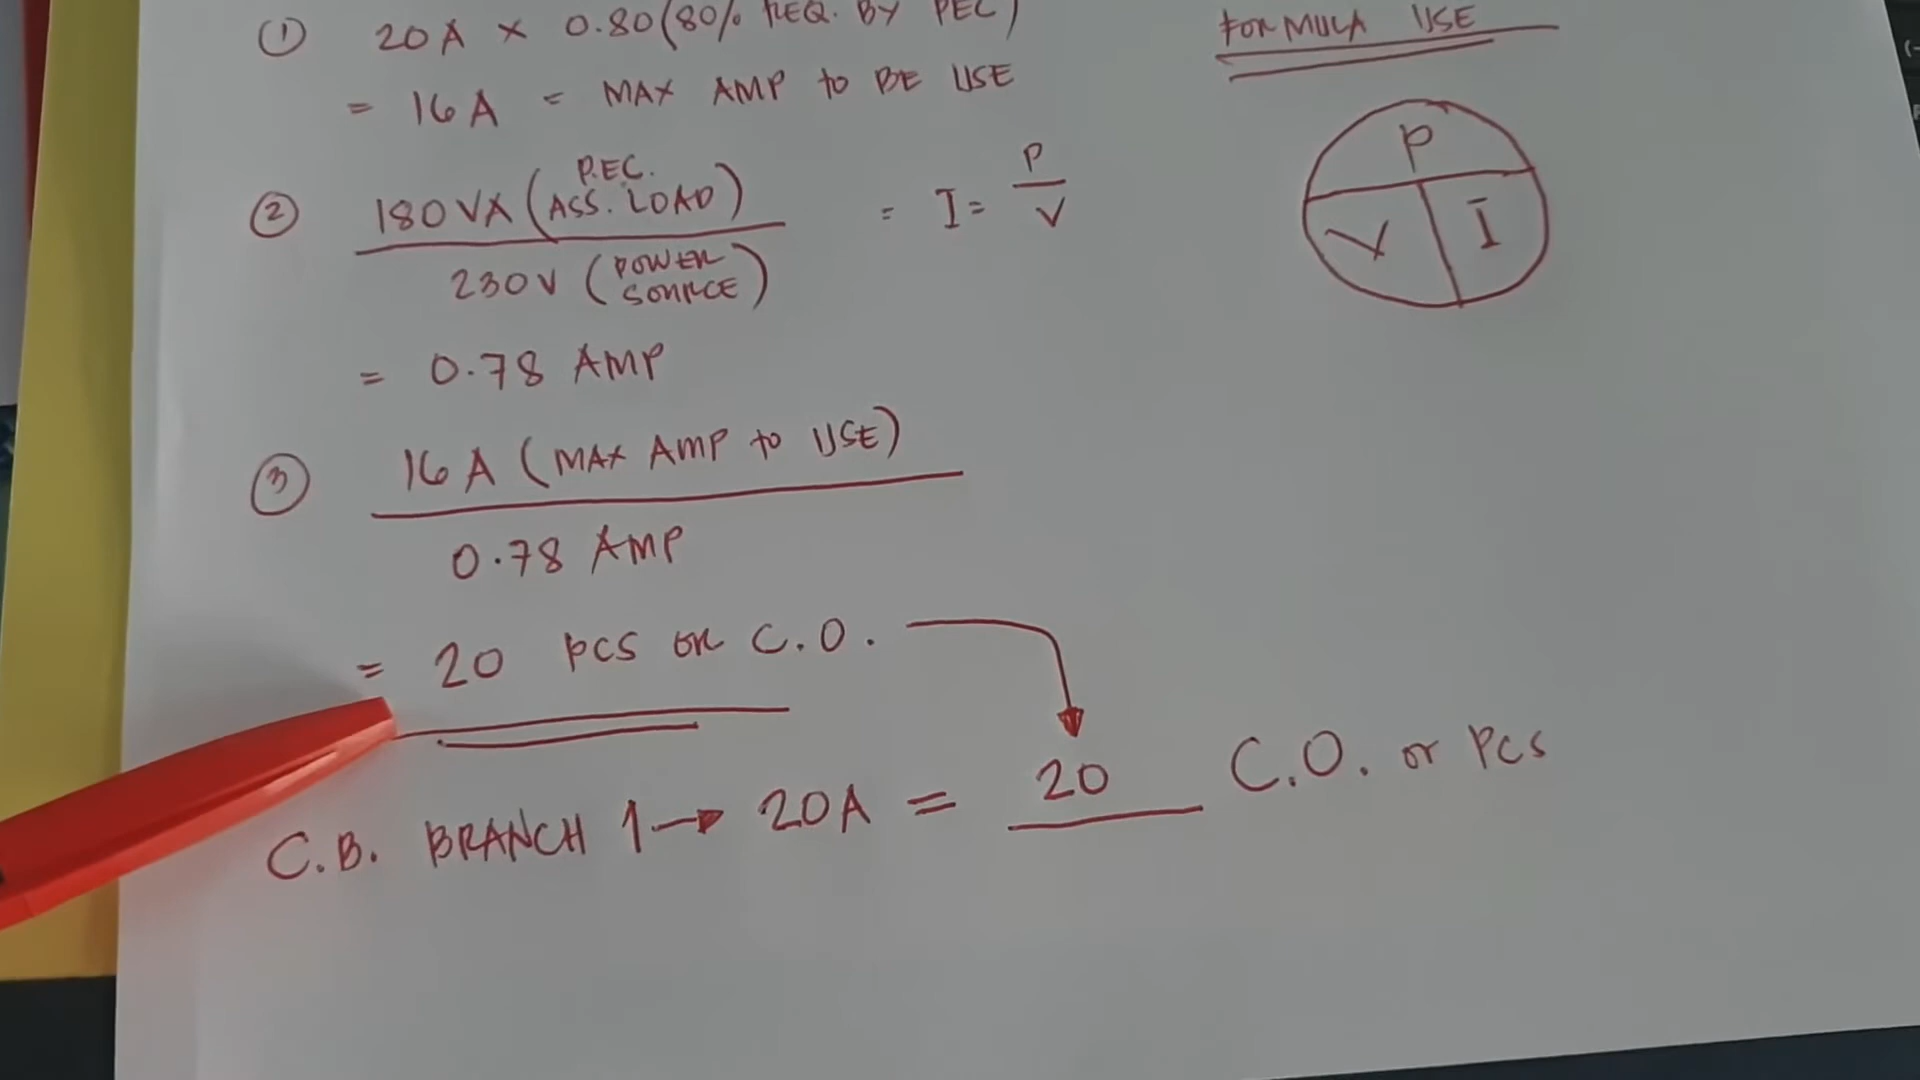 ① 20A × 0.80 (80% REQ. BY PEC)
= 16A = MAX AMP to BE USE
② 180VA (P.E.C. ASS. LOAD) = I = P
230V (POWER SOURCE) V
= 0.78 AMP
③ 16A (MAX AMP to USE)
0.78 AMP
= 20 PCS OR C.O.
C.B. BRANCH 1 → 20A = 20 C.O. or PCS
FORMULA USE
P
V I